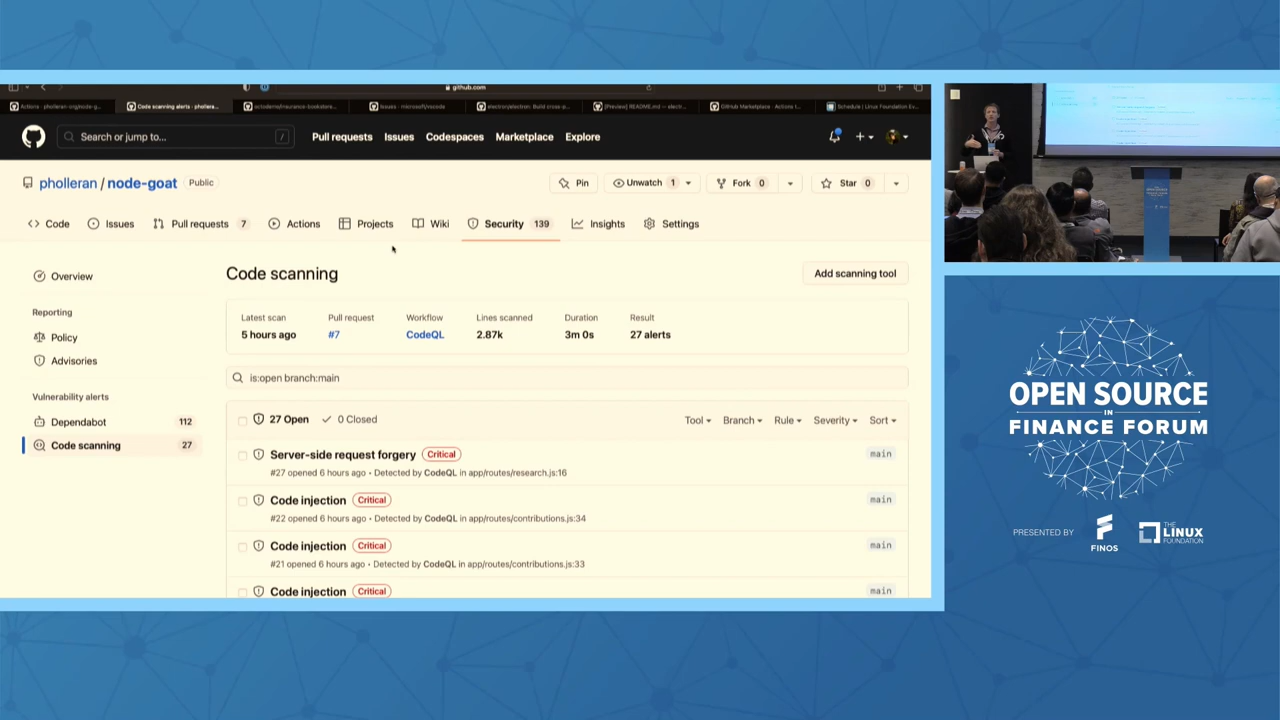 github.com
Code scanning alerts · pholлera...
Issues · microsoft/vscode
Search or jump to...
/
Pull requests
Issues
Codespaces
Marketplace
Explore
pholleran / node-goat
Public
Pin
Unwatch 1
Fork 0
Star 0
Code
Issues
Pull requests 7
Actions
Projects
Wiki
Security 139
Insights
Settings
Overview
Reporting
Policy
Advisories
Vulnerability alerts
Dependabot 112
Code scanning 27
Code scanning
Add scanning tool
Latest scan
5 hours ago
Pull request
#7
Workflow
CodeQL
Lines scanned
2.87k
Duration
3m 0s
Result
27 alerts
is:open branch:main
27 Open
0 Closed
Tool
Branch
Rule
Severity
Sort
Server-side request forgery Critical
main
#27 opened 6 hours ago • Detected by CodeQL in app/routes/research.js:16
Code injection Critical
main
#22 opened 6 hours ago • Detected by CodeQL in app/routes/contributions.js:34
Code injection Critical
main
#21 opened 6 hours ago • Detected by CodeQL in app/routes/contributions.js:33
Code injection Critical
main
OPEN SOURCE
IN
FINANCE FORUM
PRESENTED BY
FINOS
THE
LINUX
FOUNDATION